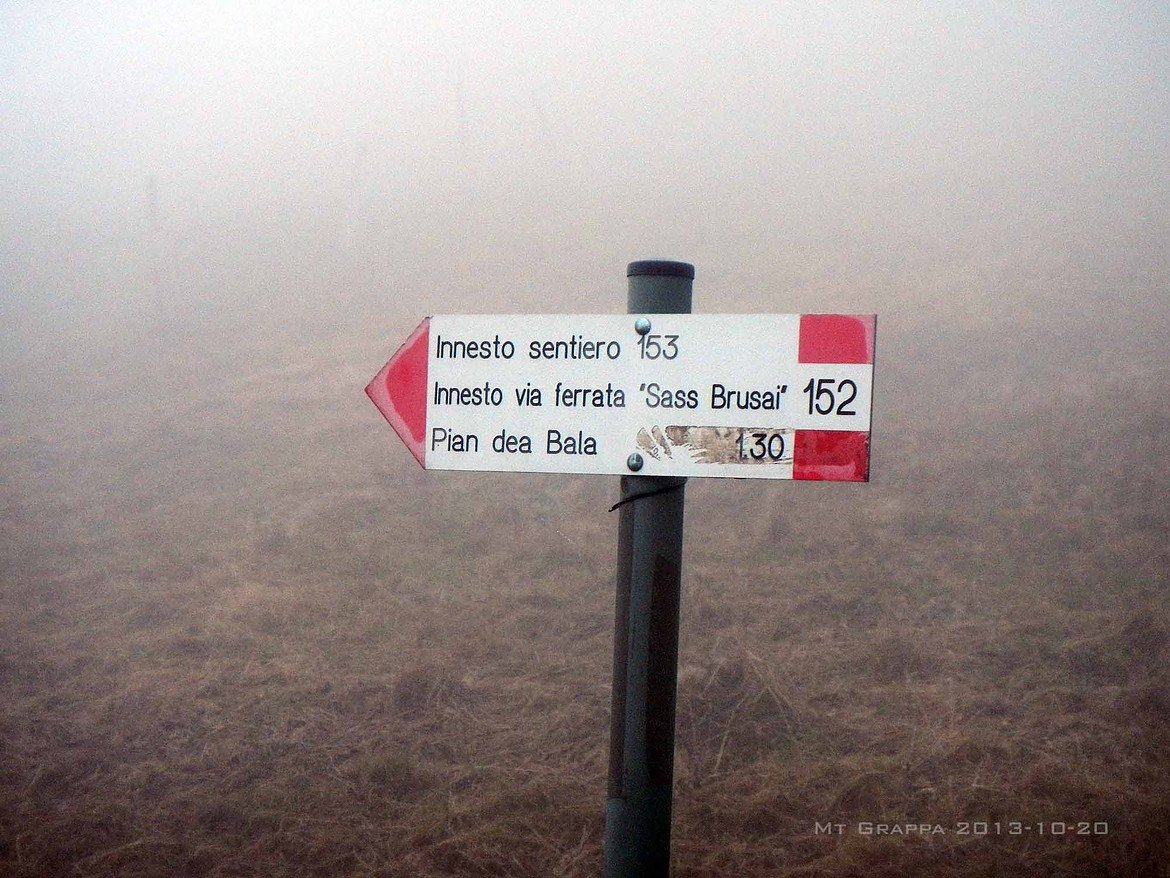 Innesto sentiero 153
Innesto via ferrata "Sass Brusai" 152
Pian dea Bala 1.30
Mt Grappa 2013-10-20